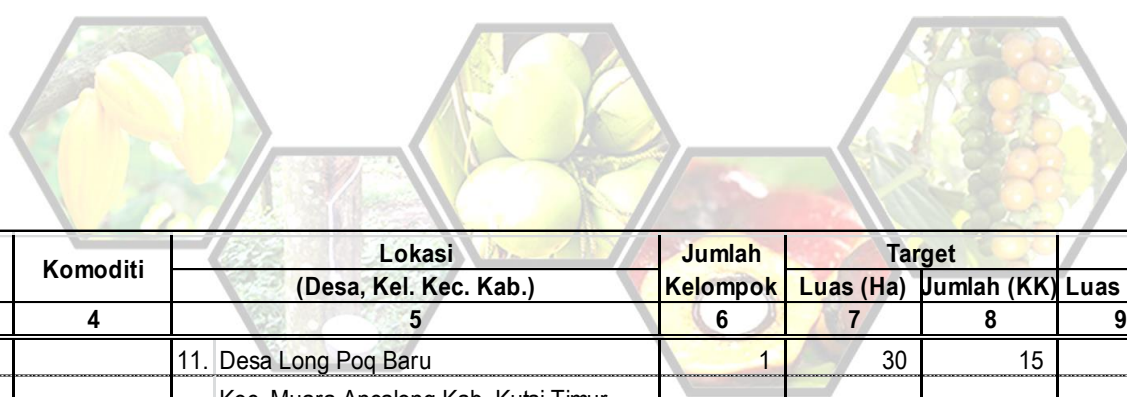 Komoditi Lokasi Jumlah Target
(Desa, Kel. Kec. Kab.) Kelompok Luas (Ha) Jumlah (KK) Luas
4 5 6 7 8 9
11. Desa Long Poq Baru 1 30 15
Kec. Muara Ancalong Kab. Kutai Timur